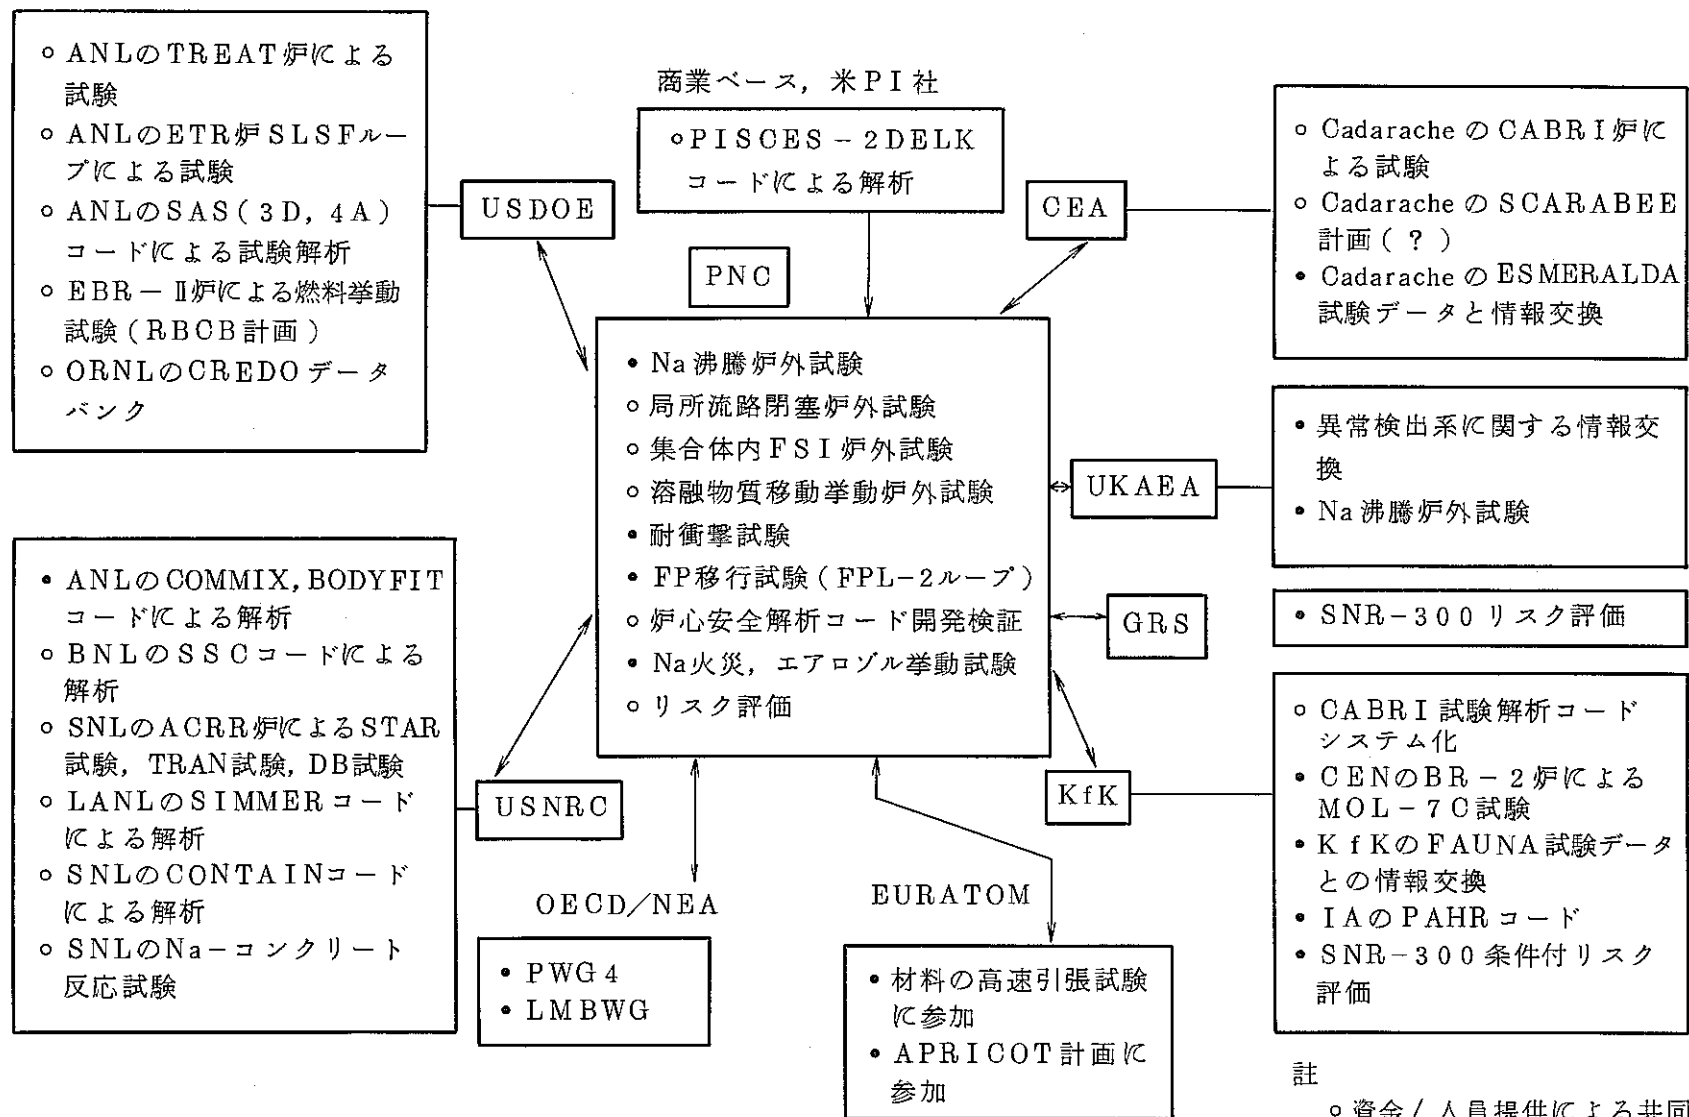 ○ ANLのTREAT炉による
試験
○ ANLのETR炉SLSFルー
プによる試験
○ ANLのSAS(3D, 4A)
コードによる試験解析
○ EBR-Ⅱ炉による燃料挙動
試験(RBCB計画)
○ ORNLのCREDOデータ
バンク
USDOE
商業ベース, 米PI社
○PISCES-2DELK
コードによる解析
PNC
CEA
○ CadaracheのCABRI炉に
よる試験
○ CadaracheのSCARABEE
計画(?)
• CadaracheのESMERALDA
試験データと情報交換
• Na沸騰炉外試験
○ 局所流路閉塞炉外試験
○ 集合体内FSI炉外試験
○ 溶融物質移動挙動炉外試験
• 耐衝撃試験
• FP移行試験(FPL-2ループ)
○ 炉心安全解析コード開発検証
• Na火災, エアロゾル挙動試験
○ リスク評価
UKAEA
• 異常検出系に関する情報交
換
• Na沸騰炉外試験
GRS
• SNR-300リスク評価
• ANLのCOMMIX, BODYFIT
コードによる解析
○ BNLのSSCコードによる
解析
○ SNLのACRR炉によるSTAR
試験, TRAN試験, DB試験
○ LANLのSIMMERコード
による解析
○ SNLのCONTAINコード
による解析
○ SNLのNa-コンクリート
反応試験
USNRC
KfK
○ CABRI試験解析コード
システム化
• CENのBR-2炉による
MOL-7C試験
• KfKのFAUNA試験データ
との情報交換
• IAのPAHRコード
• SNR-300条件付リスク
評価
OECD/NEA
• PWG4
• LMBWG
EURATOM
• 材料の高速引張試験
に参加
• APRICOT計画に
参加
註
○資金/人員提供による共同